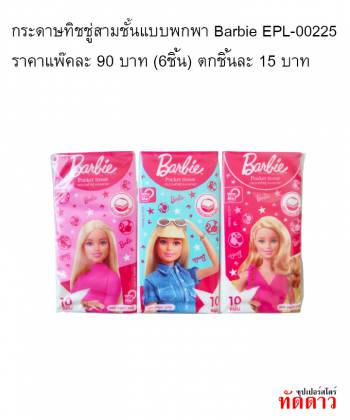 กระดาษทิชชู่สามชั้นแบบพกพา Barbie EPL-00225
ราคาแพ๊คละ 90 บาท (6ชิ้น) ตกชิ้นละ 15 บาท
Barbie
Pocket tissue
Barbie
10
Barbie
Pocket tissue
Barbie
10
Barbie
Pocket tissue
Barbie
10
ซุปเปอร์สโตร์
ทัดดาว